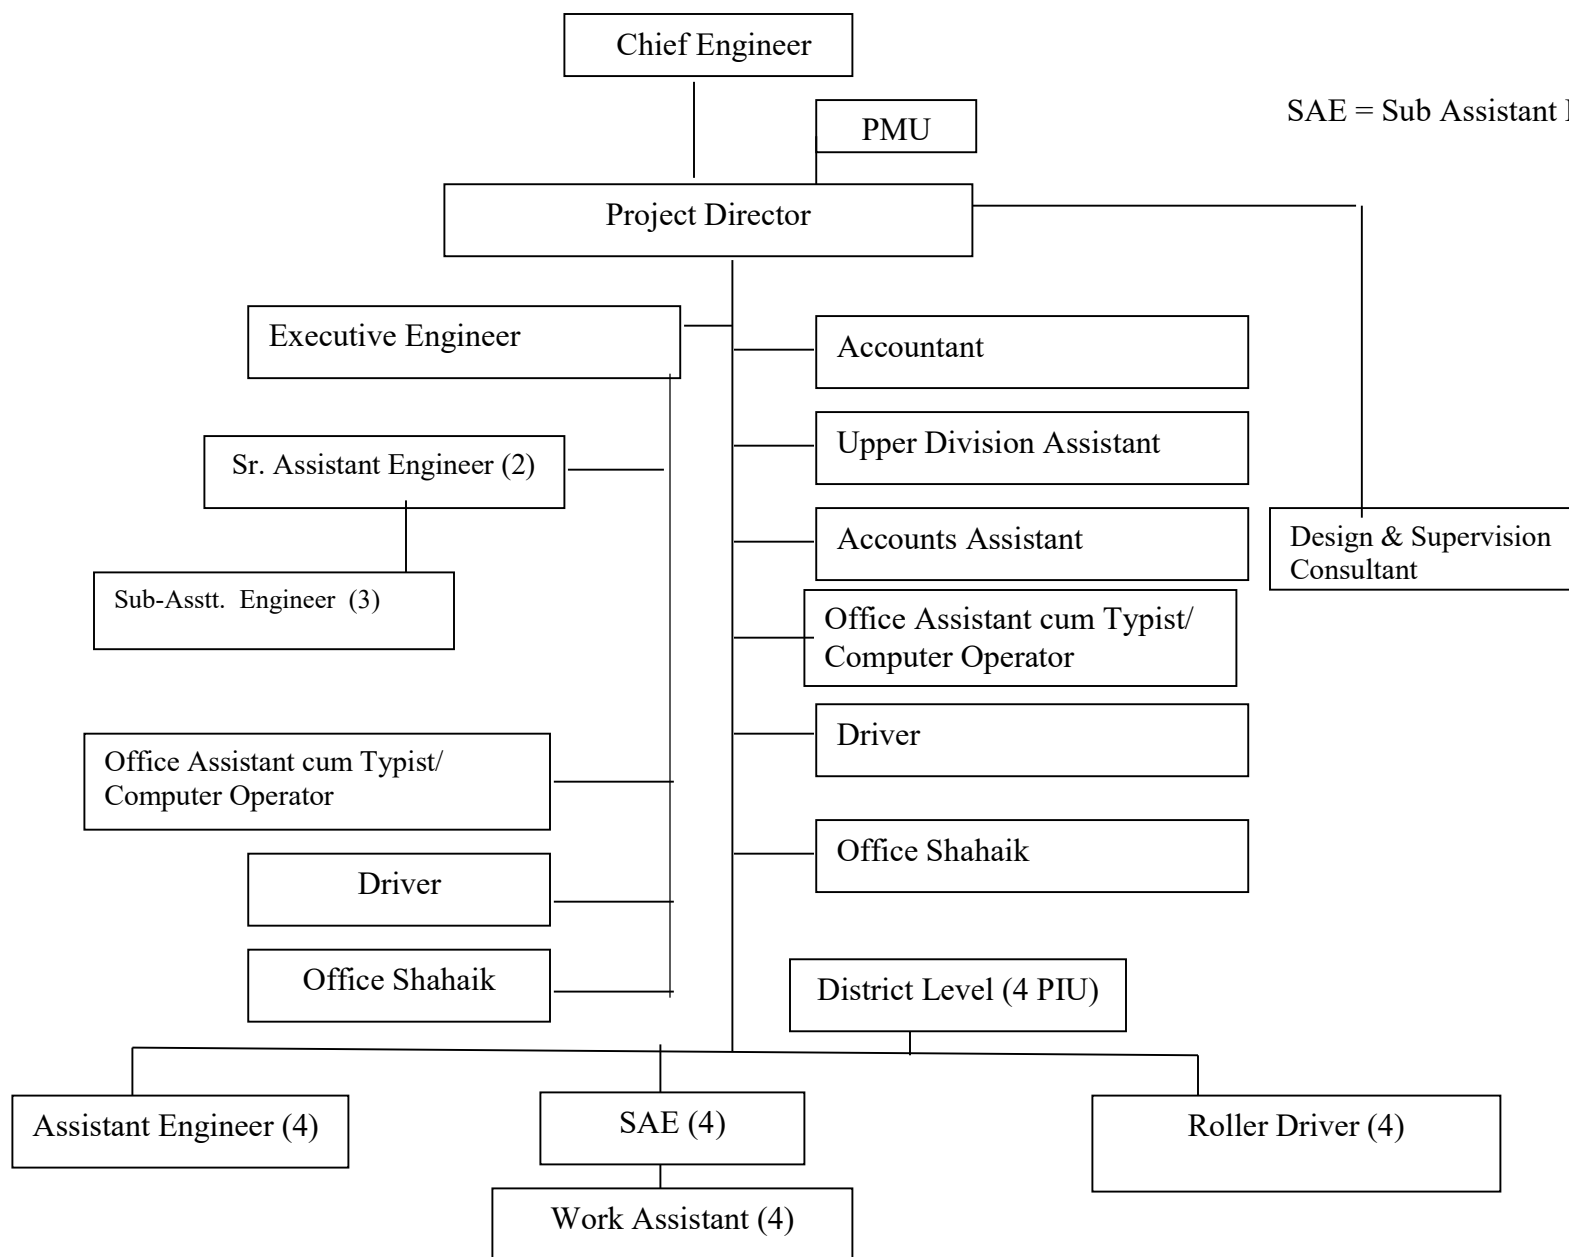 Chief Engineer
PMU
SAE = Sub Assistant
Project Director
Executive Engineer
Accountant
Upper Division Assistant
Sr. Assistant Engineer (2)
Accounts Assistant
Design & Supervision
Consultant
Sub-Asstt. Engineer (3)
Office Assistant cum Typist/
Computer Operator
Driver
Office Assistant cum Typist/
Computer Operator
Office Shahaik
Driver
Office Shahaik
District Level (4 PIU)
Assistant Engineer (4)
SAE (4)
Roller Driver (4)
Work Assistant (4)